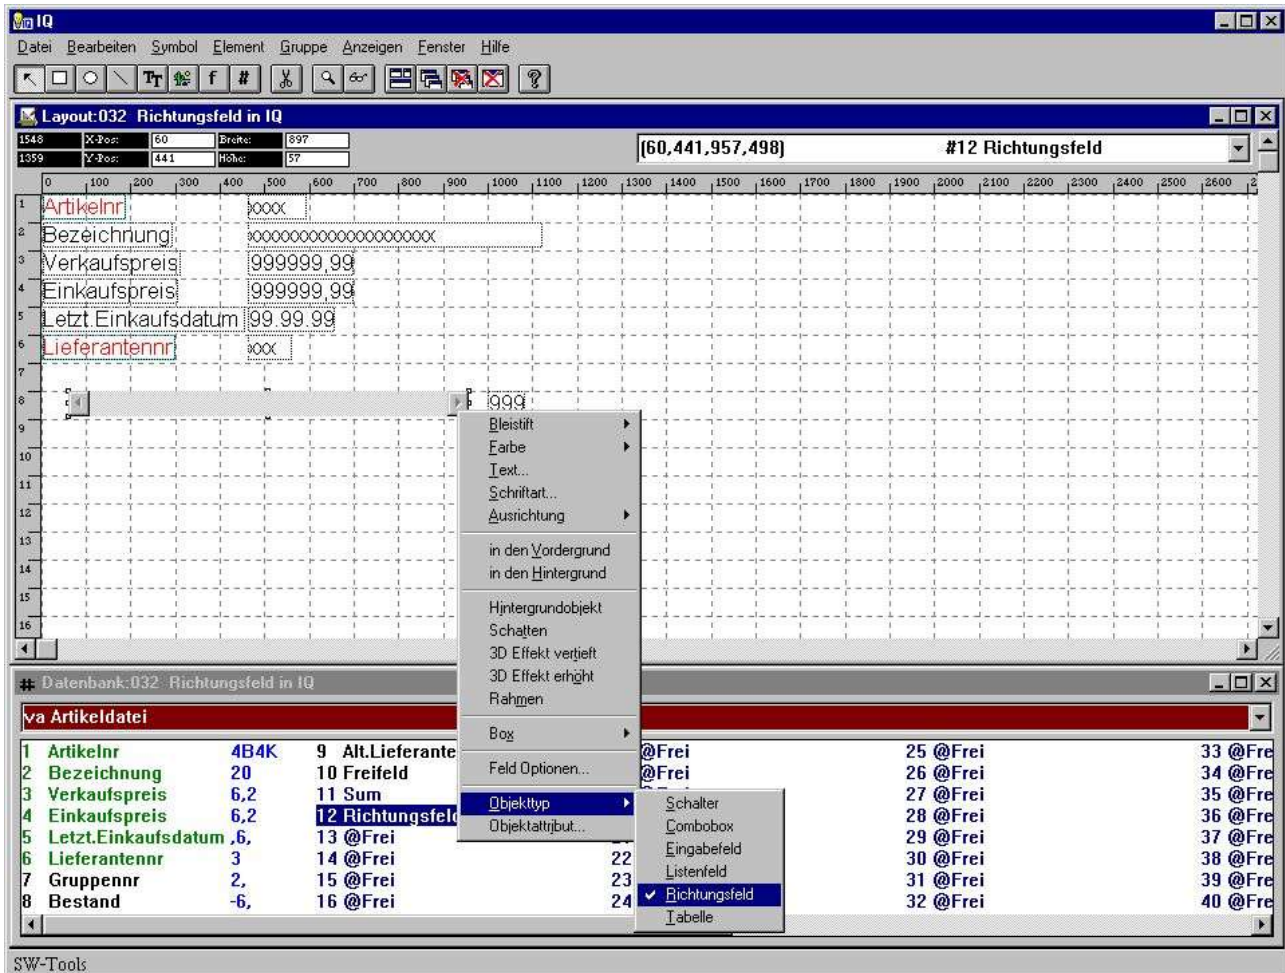 IQ
Datei Bearbeiten Symbol Element Gruppe Anzeigen Fenster Hilfe
TT f # ?
Layout:032 Richtungsfeld in IQ
1548 X-Pos: 60 Breite: 897
1359 Y-Pos: 441 Höhe: 57
(60,441,957,498) #12 Richtungsfeld
0 100 200 300 400 500 600 700 800 900 1000 1100 1200 1300 1400 1500 1600 1700 1800 1900 2000 2100 2200 2300 2400 2500 2600
1 Artikelnr xxxx
2 Bezeichnung xxxxxxxxxxxxxxxxxxxx
3 Verkaufspreis 999999,99
4 Einkaufspreis 999999,99
5 Letzt.Einkaufsdatum 99.99.99
6 Lieferantennr xxx
7
8 999
9
10
11
12
13
14
15
16
Bleistift
Farbe
Text...
Schriftart...
Ausrichtung
in den Vordergrund
in den Hintergrund
Hintergrundobjekt
Schatten
3D Effekt vertieft
3D Effekt erhöht
Rahmen
Box
Feld Optionen...
Objekttyp
Objektattribut...
Schalter
Combobox
Eingabefeld
Listenfeld
Richtungsfeld
Tabelle
# Datenbank:032 Richtungsfeld in IQ
va Artikeldatei
1 Artikelnr 4B4K 9 Alt.Lieferante @Frei 25 @Frei 33 @Fre
2 Bezeichnung 20 10 Freifeld @Frei 26 @Frei 34 @Fre
3 Verkaufspreis 6,2 11 Sum 27 @Frei 35 @Fre
4 Einkaufspreis 6,2 12 Richtungsfeld 28 @Frei 36 @Fre
5 Letzt.Einkaufsdatum ,6, 13 @Frei 29 @Frei 37 @Fre
6 Lieferantennr 3 14 @Frei 22 30 @Frei 38 @Fre
7 Gruppennr 2, 15 @Frei 23 31 @Frei 39 @Fre
8 Bestand -6, 16 @Frei 24 32 @Frei 40 @Fre
SW-Tools